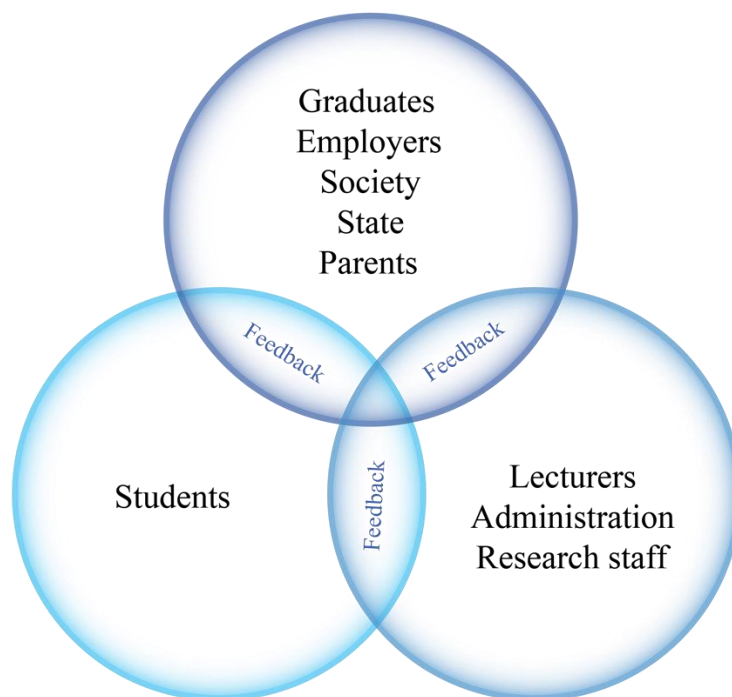 Graduates
Employers
Society
State
Parents
Feedback
Feedback
Students
Feedback
Lecturers
Administration
Research staff